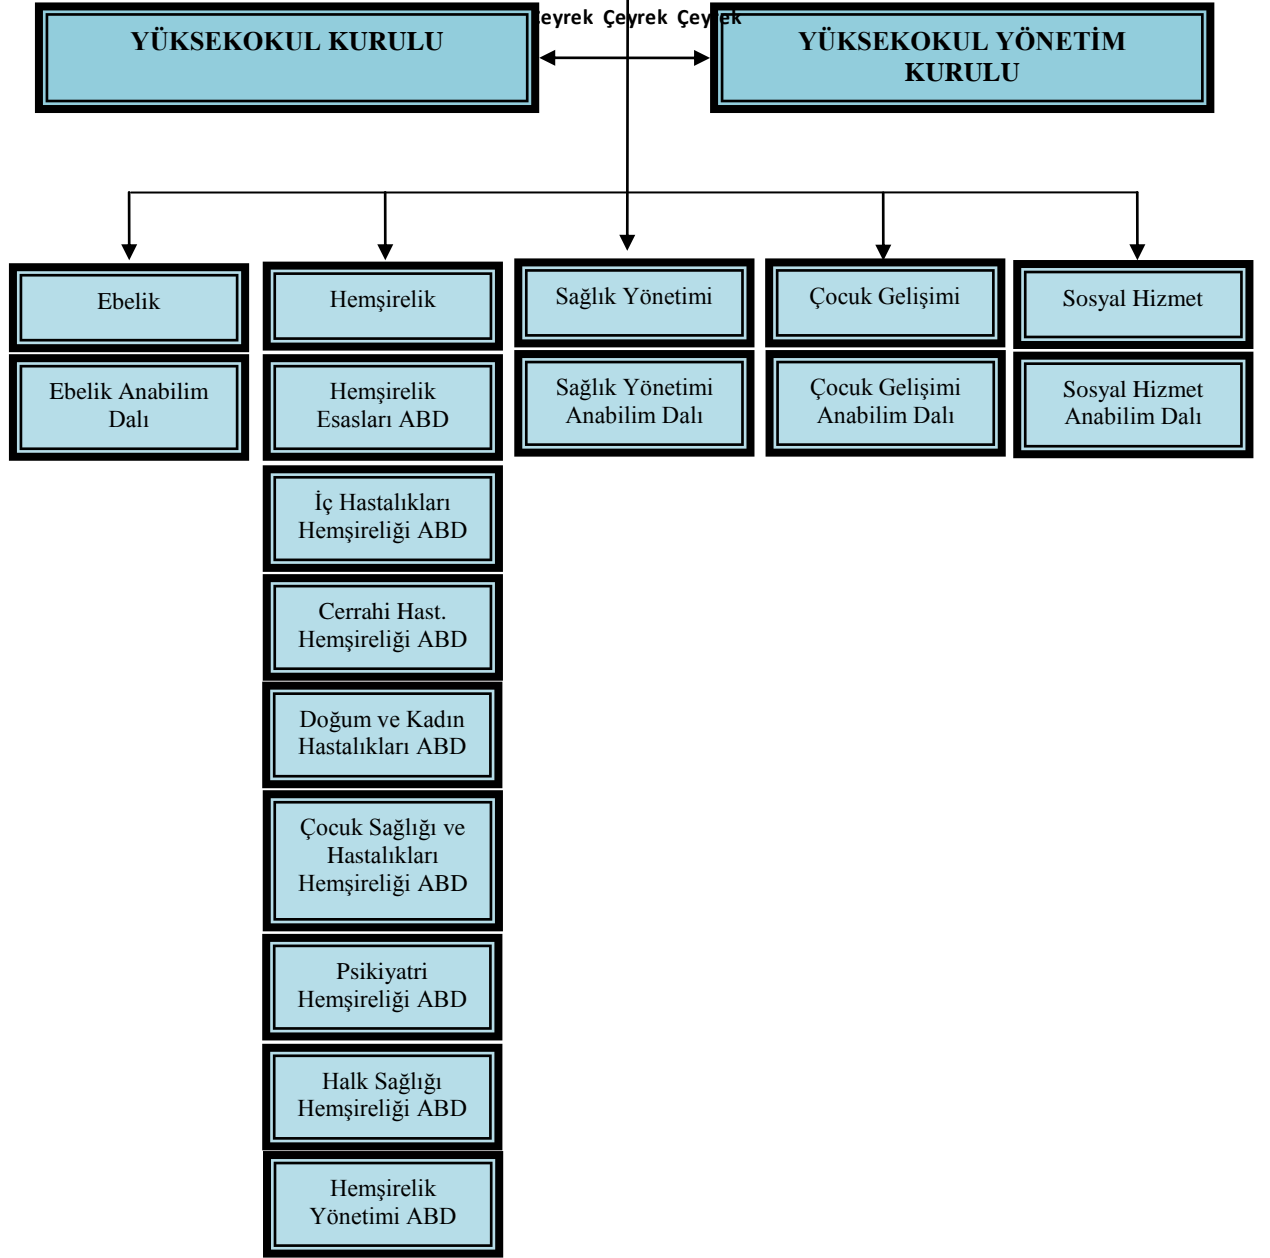 Çeyrek Çeyrek
YÜKSEKOKUL KURULU
YÜKSEKOKUL YÖNETİM
KURULU
Ebelik
Hemşirelik
Sağlık Yönetimi
Çocuk Gelişimi
Sosyal Hizmet
Ebelik Anabilim
Dalı
Hemşirelik
Esasları ABD
Sağlık Yönetimi
Anabilim Dalı
Çocuk Gelişimi
Anabilim Dalı
Sosyal Hizmet
Anabilim Dalı
İç Hastalıkları
Hemşireliği ABD
Cerrahi Hast.
Hemşireliği ABD
Doğum ve Kadın
Hastalıkları ABD
Çocuk Sağlığı ve
Hastalıkları
Hemşireliği ABD
Psikiyatri
Hemşireliği ABD
Halk Sağlığı
Hemşireliği ABD
Hemşirelik
Yönetimi ABD